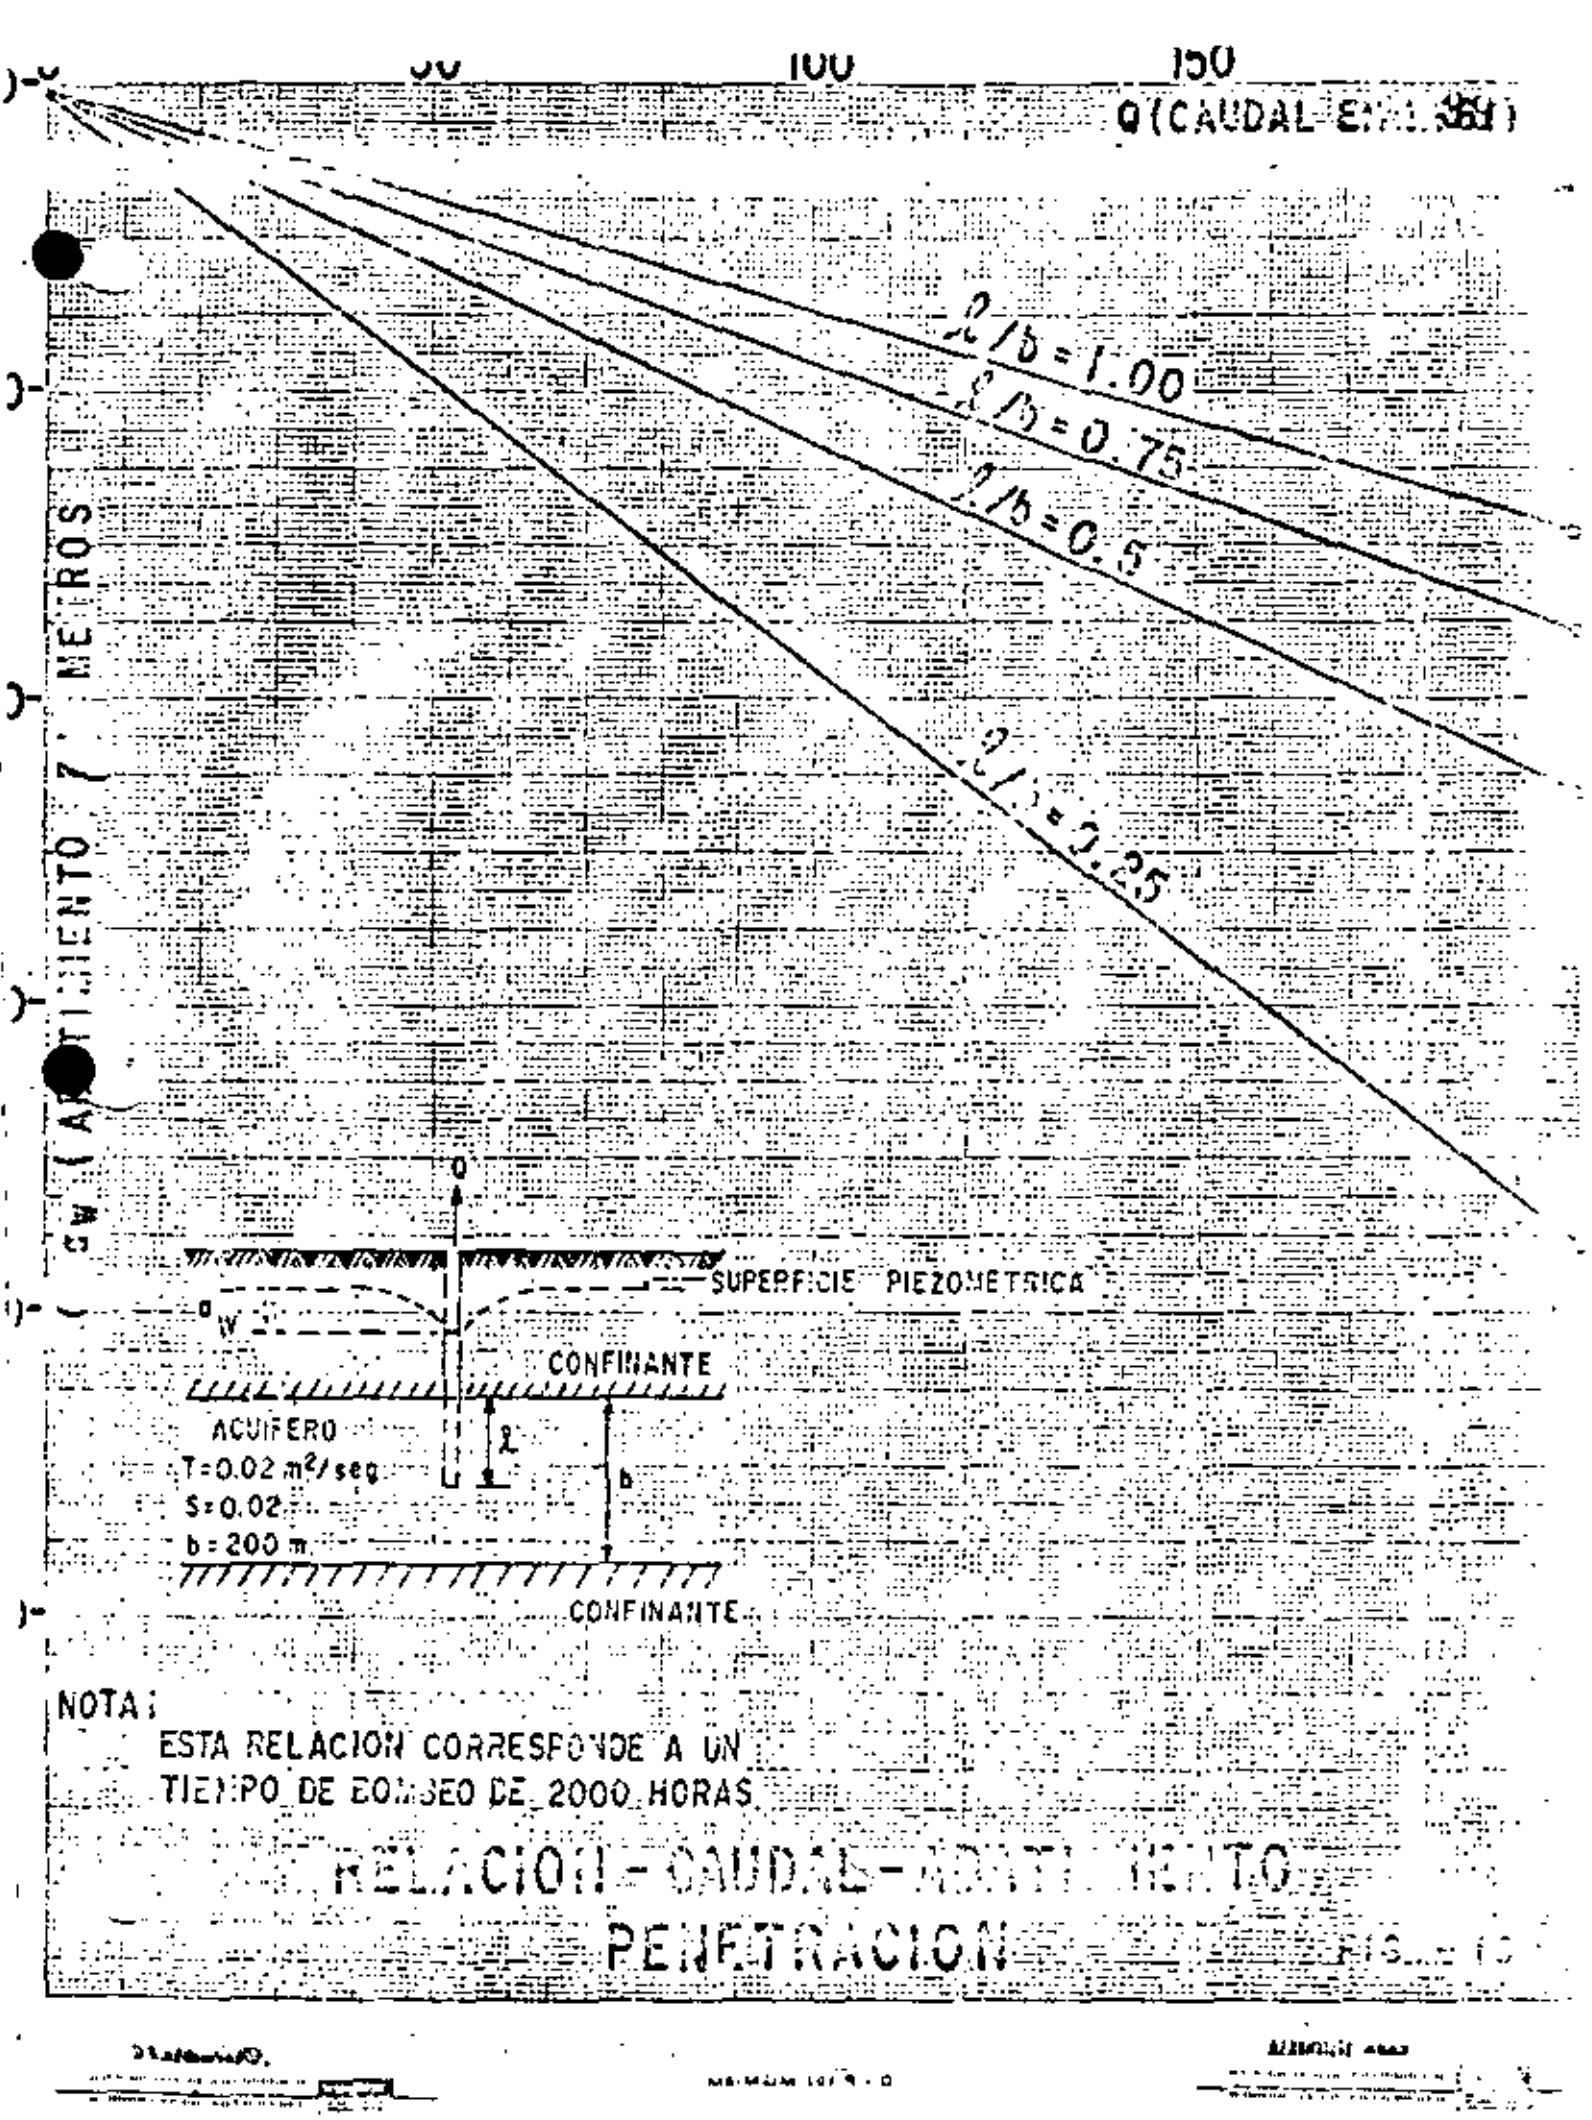 50 100 150
Q (CAUDAL
ℓ/b = 1.00
ℓ/b = 0.75
ℓ/b = 0.5
ℓ/b = 0.25
METROS
Q
SUPERFICIE PIEZOMETRICA
CONFINANTE
ACUIFERO
ℓ
T=0.02 m²/seg
b
S=0.02
b=200 m.
CONFINANTE
NOTA:
ESTA RELACION CORRESPONDE A UN
TIEMPO DE BOMBEO DE 2000 HORAS
RELACION - CAUDAL -
PENETRACION